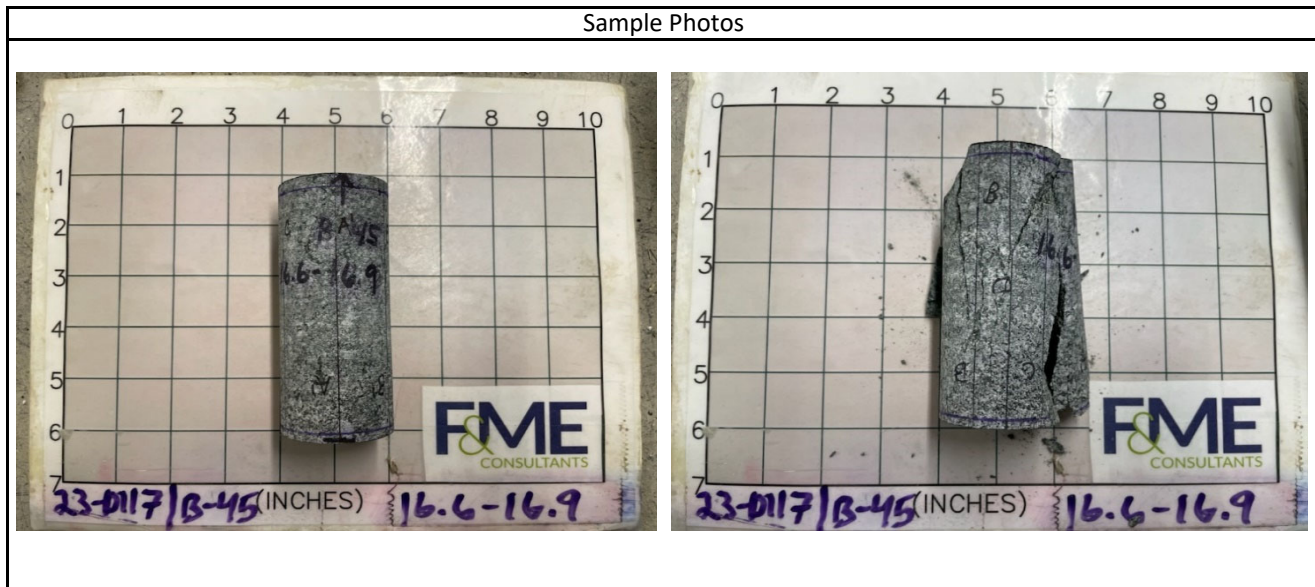 Sample Photos
0 1 2 3 4 5 6 7 8 9 10
1
2
3
4
5
6
7
B-45
16.6-16.9
A
B
F&ME
CONSULTANTS
23-D117/B-45 (INCHES) 16.6-16.9
0 1 2 3 4 5 6 7 8 9 10
1
2
3
4
5
6
7
B
16.6-
B
C
F&ME
CONSULTANTS
23-D117/B-45 (INCHES) 16.6-16.9